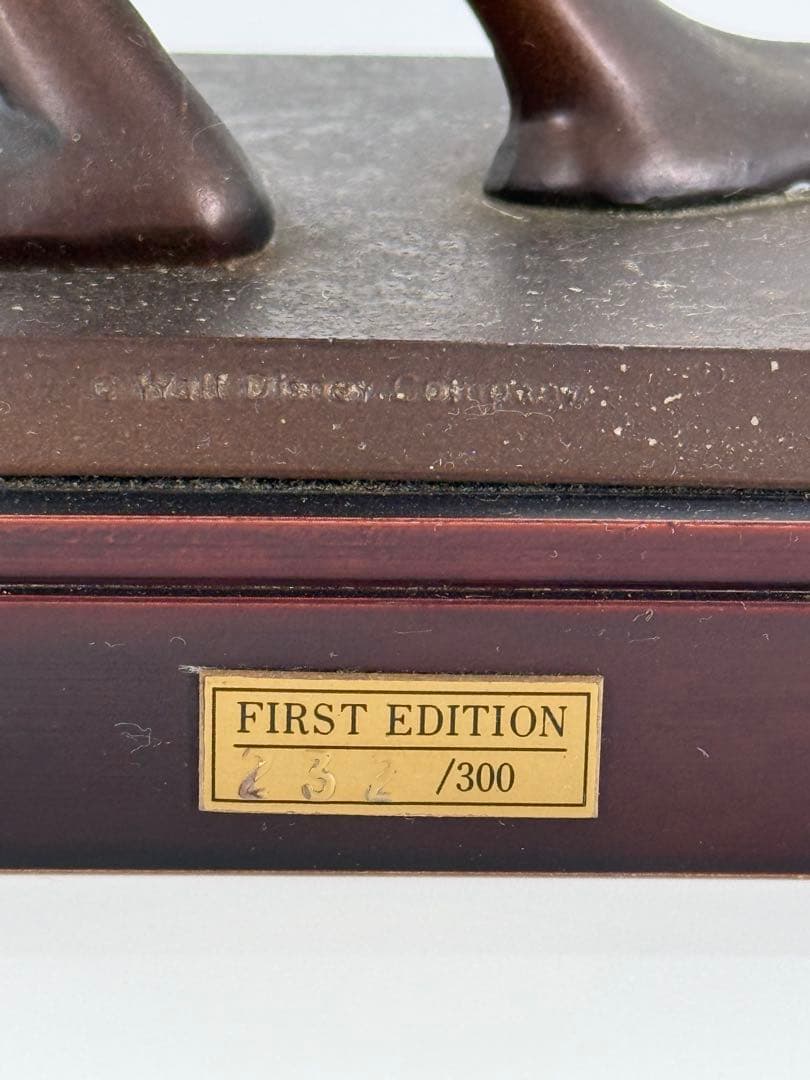 © Walt Disney Company
FIRST EDITION
232 /300